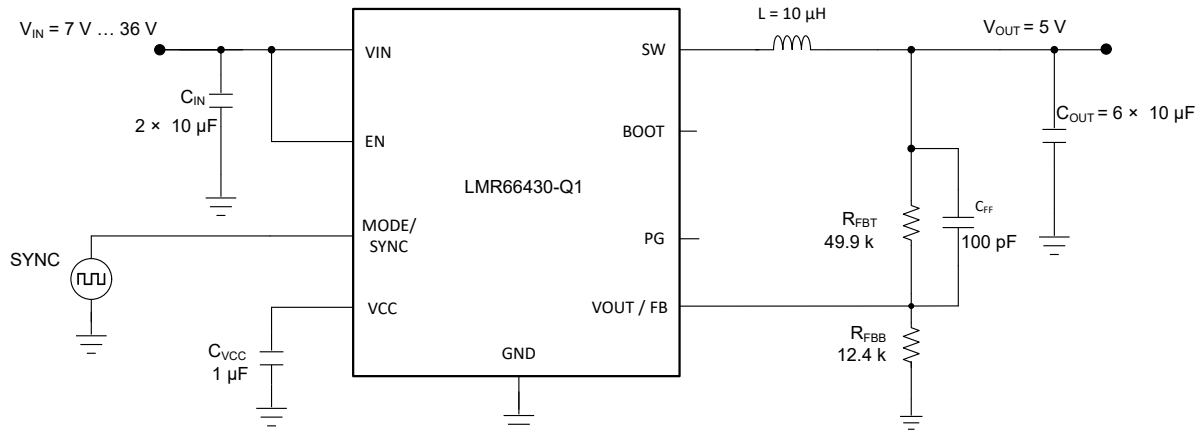 V_IN = 7 V … 36 V
C_IN
2 × 10 µF
SYNC
VIN
EN
MODE/
SYNC
VCC
C_VCC
1 µF
LMR66430-Q1
GND
SW
BOOT
PG
VOUT / FB
L = 10 µH
V_OUT = 5 V
C_OUT = 6 × 10 µF
R_FBT
49.9 k
C_FF
100 pF
R_FBB
12.4 k